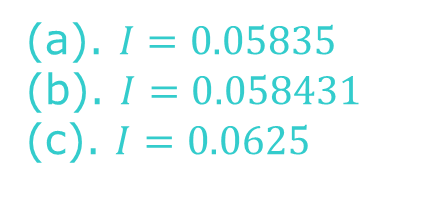 (a). I = 0.05835
(b). I = 0.058431
(c). I = 0.0625